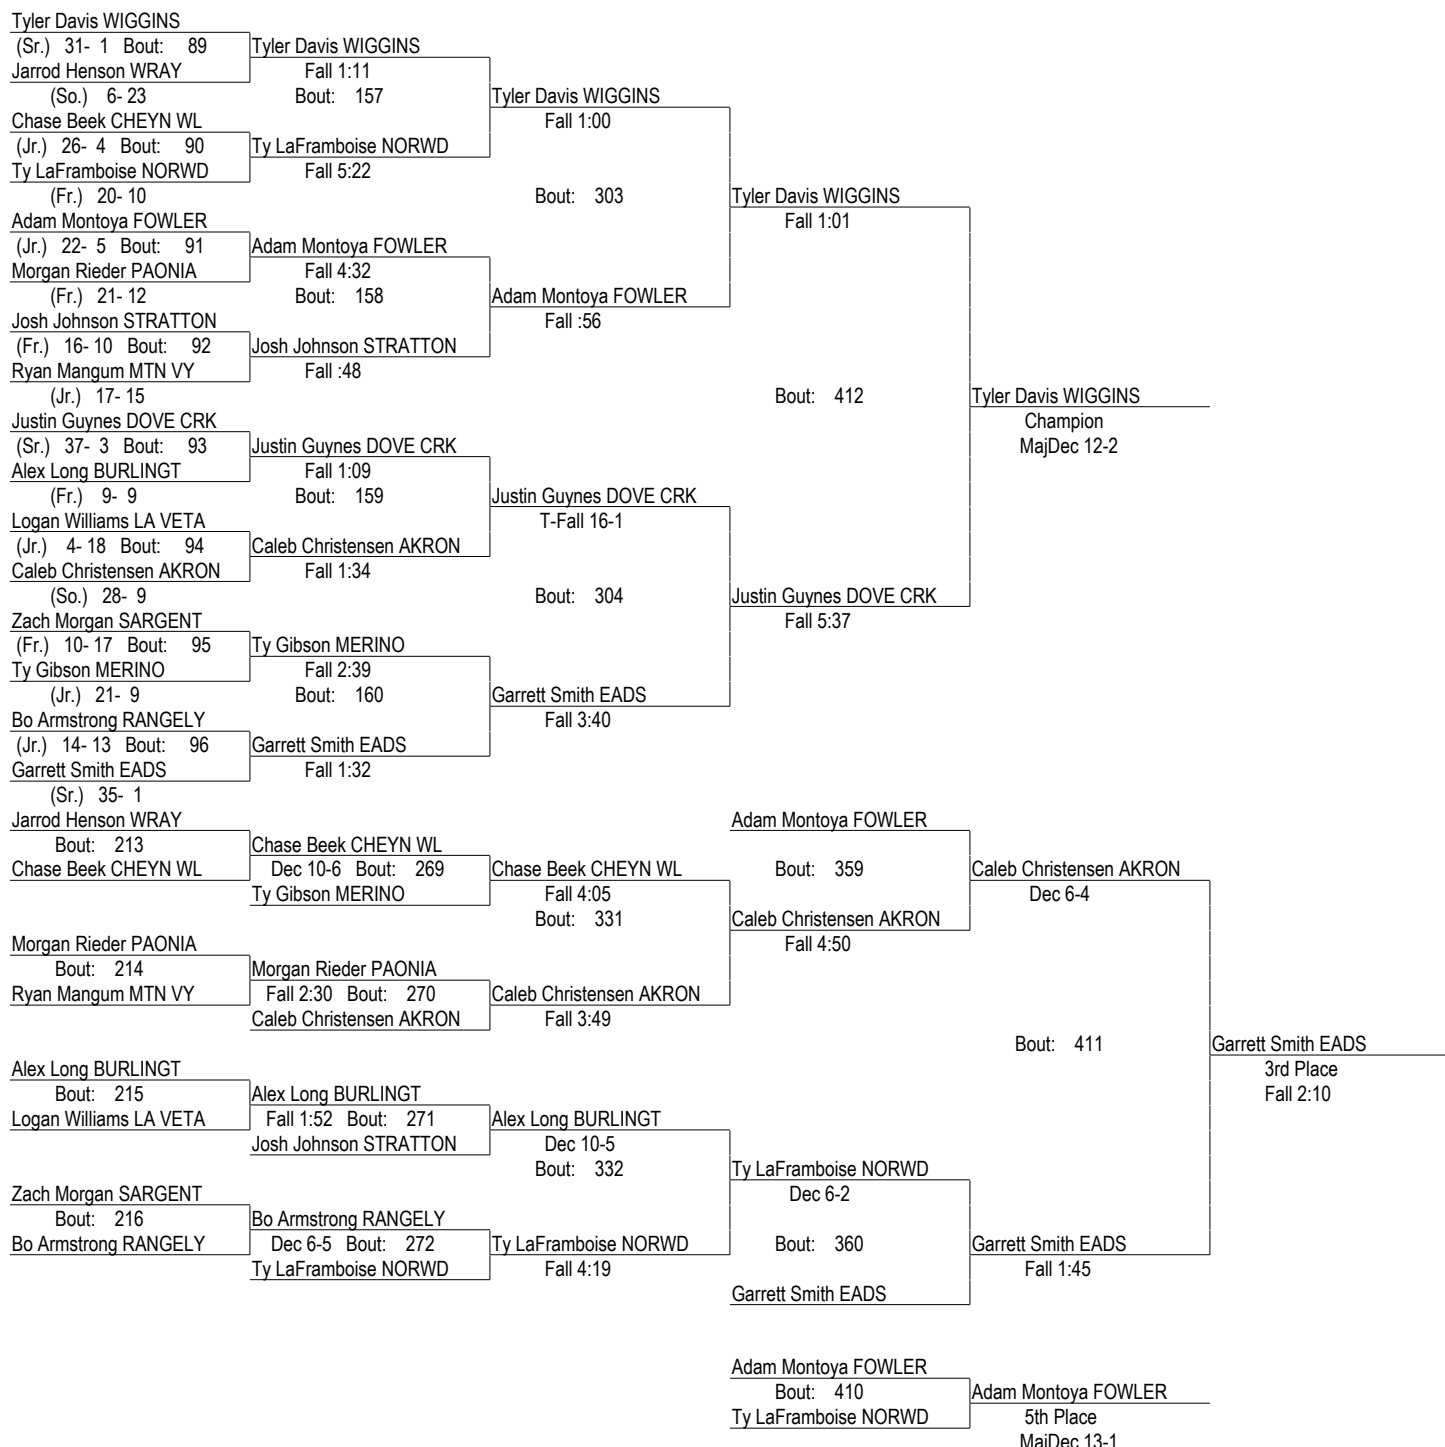 Tyler Davis WIGGINS
(Sr.) 31- 1 Bout: 89 Tyler Davis WIGGINS
Jarrod Henson WRAY Fall 1:11
(So.) 6- 23 Bout: 157 Tyler Davis WIGGINS
Chase Beek CHEYN WL Fall 1:00
(Jr.) 26- 4 Bout: 90 Ty LaFramboise NORWD
Ty LaFramboise NORWD Fall 5:22
(Fr.) 20- 10 Bout: 303 Tyler Davis WIGGINS
Adam Montoya FOWLER Fall 1:01
(Jr.) 22- 5 Bout: 91 Adam Montoya FOWLER
Morgan Rieder PAONIA Fall 4:32
(Fr.) 21- 12 Bout: 158 Adam Montoya FOWLER
Josh Johnson STRATTON Fall :56
(Fr.) 16- 10 Bout: 92 Josh Johnson STRATTON
Ryan Mangum MTN VY Fall :48
(Jr.) 17- 15 Bout: 412 Tyler Davis WIGGINS
Justin Guynes DOVE CRK Champion
(Sr.) 37- 3 Bout: 93 Justin Guynes DOVE CRK MajDec 12-2
Alex Long BURLINGT Fall 1:09
(Fr.) 9- 9 Bout: 159 Justin Guynes DOVE CRK
Logan Williams LA VETA T-Fall 16-1
(Jr.) 4- 18 Bout: 94 Caleb Christensen AKRON
Caleb Christensen AKRON Fall 1:34
(So.) 28- 9 Bout: 304 Justin Guynes DOVE CRK
Zach Morgan SARGENT Fall 5:37
(Fr.) 10- 17 Bout: 95 Ty Gibson MERINO
Ty Gibson MERINO Fall 2:39
(Jr.) 21- 9 Bout: 160 Garrett Smith EADS
Bo Armstrong RANGELY Fall 3:40
(Jr.) 14- 13 Bout: 96 Garrett Smith EADS
Garrett Smith EADS Fall 1:32
(Sr.) 35- 1
Jarrod Henson WRAY Adam Montoya FOWLER
Bout: 213 Chase Beek CHEYN WL
Chase Beek CHEYN WL Dec 10-6 Bout: 269 Chase Beek CHEYN WL Bout: 359 Caleb Christensen AKRON
Ty Gibson MERINO Fall 4:05 Dec 6-4
Bout: 331 Caleb Christensen AKRON
Morgan Rieder PAONIA Fall 4:50
Bout: 214 Morgan Rieder PAONIA
Ryan Mangum MTN VY Fall 2:30 Bout: 270 Caleb Christensen AKRON
Caleb Christensen AKRON Fall 3:49
Bout: 411 Garrett Smith EADS
Alex Long BURLINGT 3rd Place
Bout: 215 Alex Long BURLINGT Fall 2:10
Logan Williams LA VETA Fall 1:52 Bout: 271 Alex Long BURLINGT
Josh Johnson STRATTON Dec 10-5
Bout: 332 Ty LaFramboise NORWD
Zach Morgan SARGENT Dec 6-2
Bout: 216 Bo Armstrong RANGELY
Bo Armstrong RANGELY Dec 6-5 Bout: 272 Ty LaFramboise NORWD Bout: 360 Garrett Smith EADS
Ty LaFramboise NORWD Fall 4:19 Fall 1:45
Garrett Smith EADS
Adam Montoya FOWLER
Bout: 410 Adam Montoya FOWLER
Ty LaFramboise NORWD 5th Place
MajDec 13-1